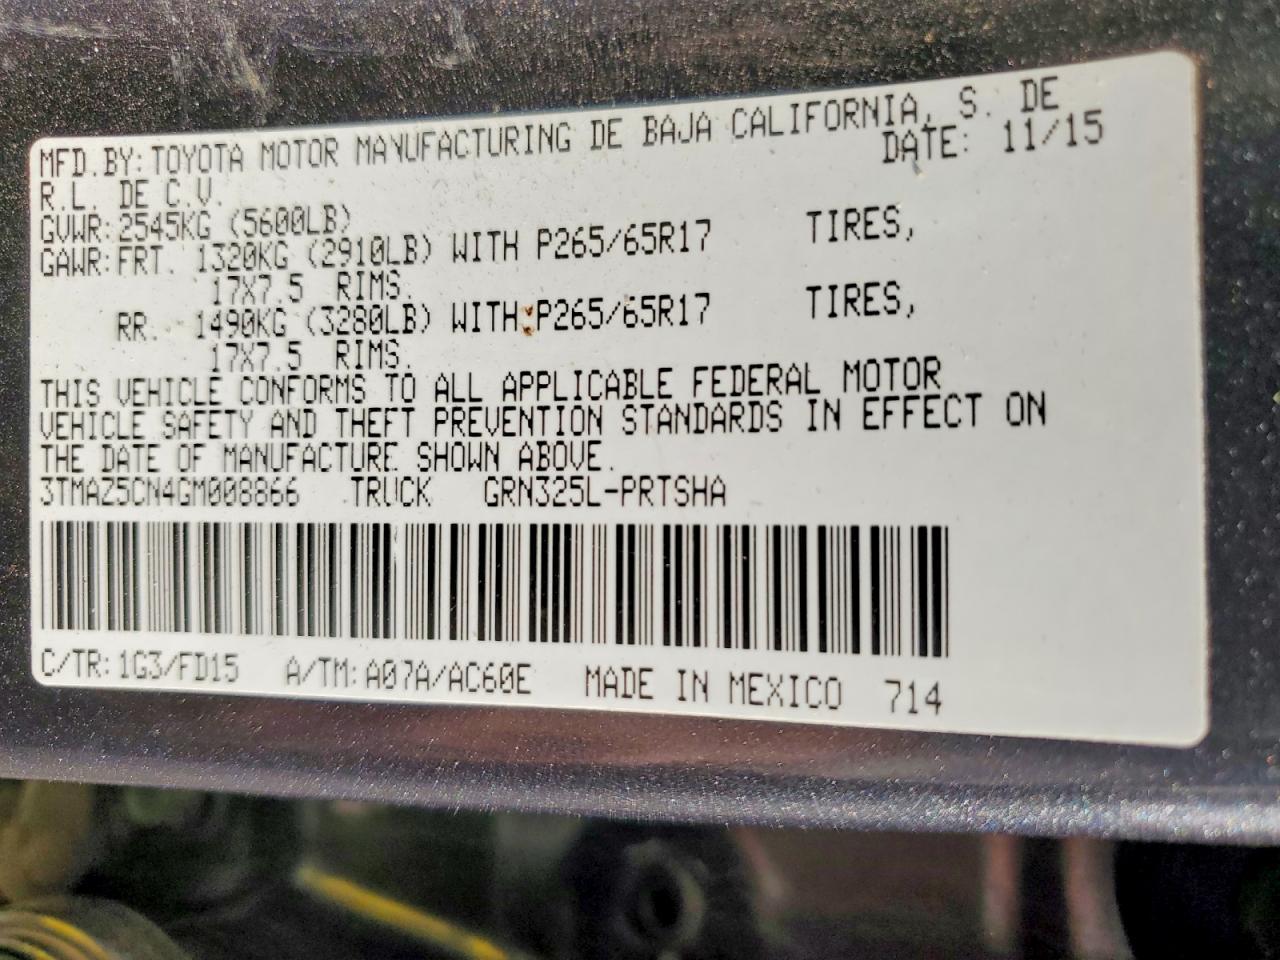 MFD. BY: TOYOTA MOTOR MANUFACTURING DE BAJA CALIFORNIA, S. DE
R.L. DE C.V. DATE: 11/15
GVWR: 2545KG (5600LB)
GAWR: FRT. 1320KG (2910LB) WITH P265/65R17 TIRES,
17X7.5 RIMS.
RR. 1490KG (3280LB) WITH P265/65R17 TIRES,
17X7.5 RIMS.
THIS VEHICLE CONFORMS TO ALL APPLICABLE FEDERAL MOTOR
VEHICLE SAFETY AND THEFT PREVENTION STANDARDS IN EFFECT ON
THE DATE OF MANUFACTURE SHOWN ABOVE.
3TMAZ5CN4GM008866 TRUCK GRN325L-PRTSHA
C/TR: 1G3/FD15 A/TM: A07A/AC60E MADE IN MEXICO 714